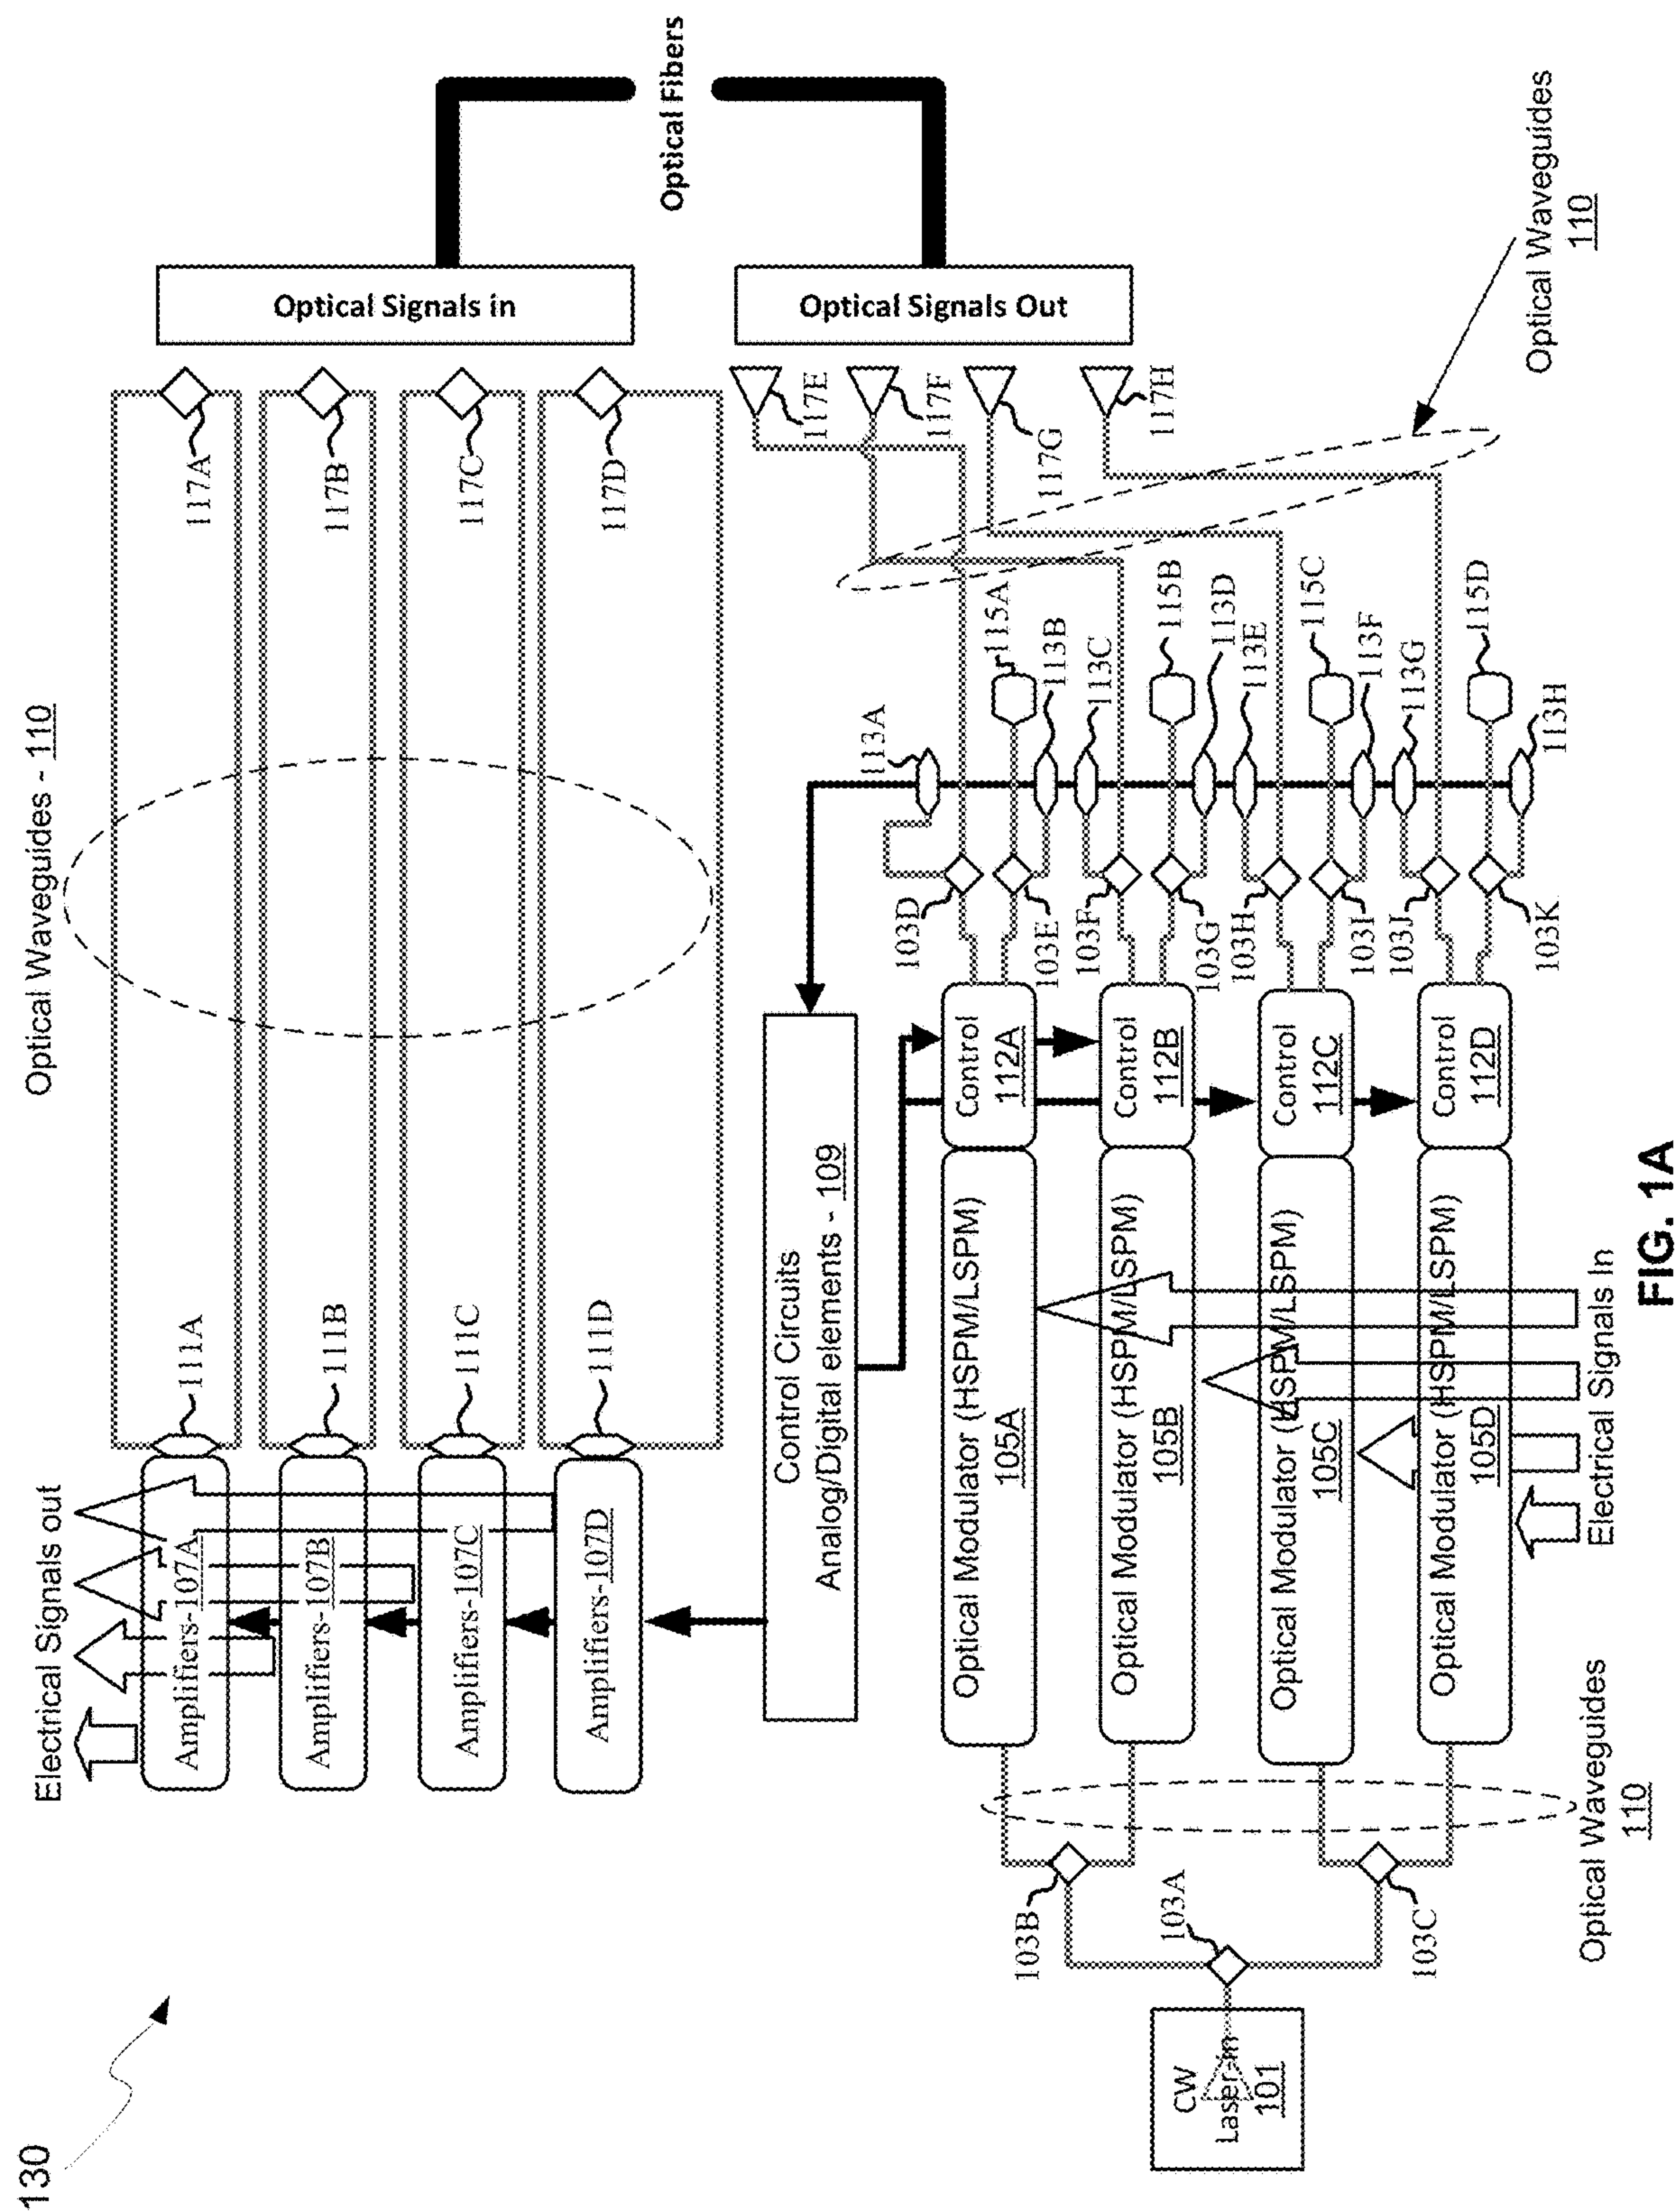 130
Electrical Signals out
Amplifiers-107A
Amplifiers-107B
Amplifiers-107C
Amplifiers-107D
111A
111B
111C
111D
Optical Waveguides - 110
117A
117B
117C
117D
Optical Signals in
Optical Fibers
Optical Signals Out
117E
117F
117G
117H
Optical Waveguides
110
Control Circuits
Analog/Digital elements - 109
CW
Laser-in
101
103A
103B
103C
Optical Waveguides
110
Optical Modulator (HSPM/LSPM)
105A
Optical Modulator (HSPM/LSPM)
105B
Optical Modulator (HSPM/LSPM)
105C
Optical Modulator (HSPM/LSPM)
105D
Electrical Signals In
Control
112A
Control
112B
Control
112C
Control
112D
103D
103E
103F
103G
103H
103I
103J
103K
113A
115A
113B
113C
115B
113D
113E
115C
113F
113G
115D
113H
FIG. 1A